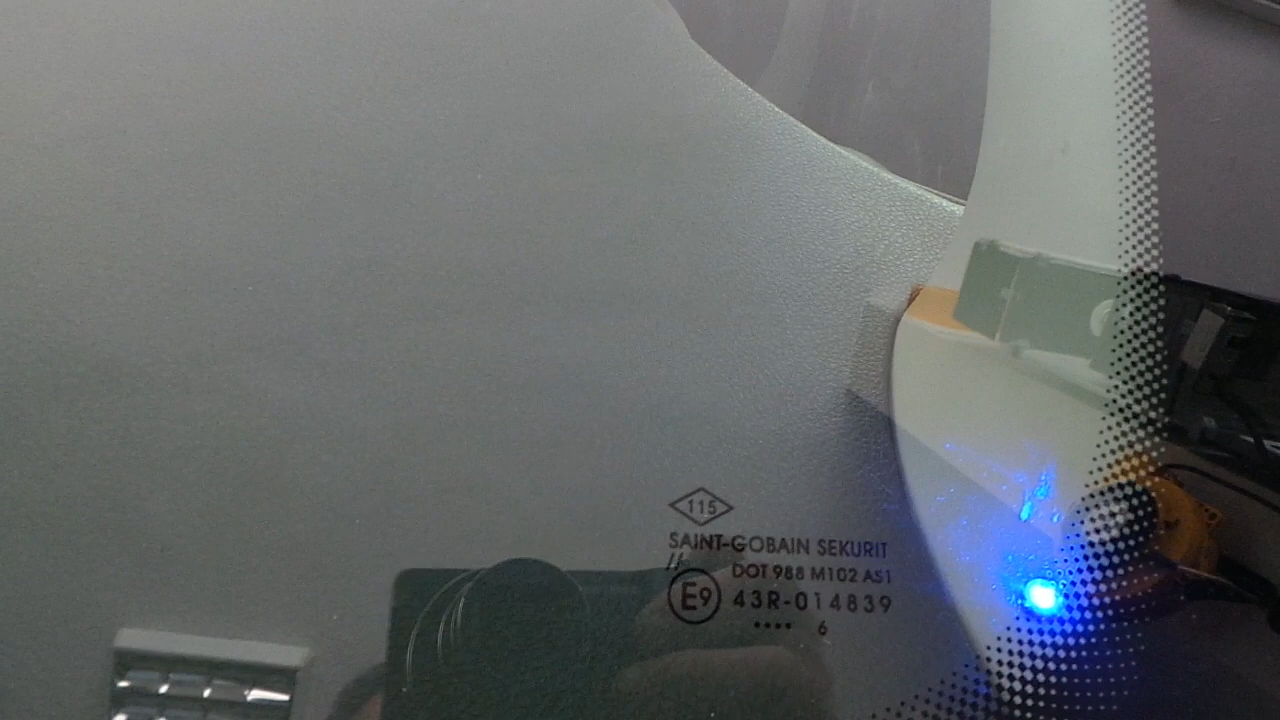 115
SAINT-GOBAIN SEKURIT
//
DOT 988 M102 AS1
E9 43R-014839
•••• 6